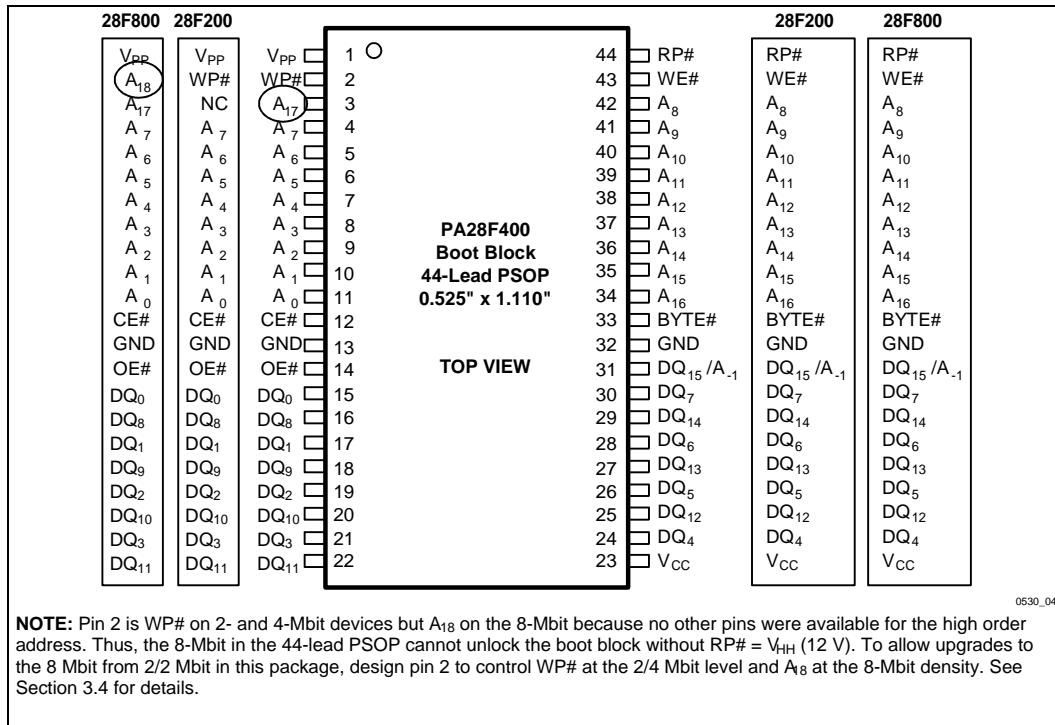 28F800 28F200 28F200 28F800
VPP VPP VPP 1 44 RP# RP# RP#
A18 WP# WP# 2 43 WE# WE# WE#
A17 NC A17 3 42 A8 A8 A8
A7 A7 A7 4 41 A9 A9 A9
A6 A6 A6 5 40 A10 A10 A10
A5 A5 A5 6 39 A11 A11 A11
A4 A4 A4 7 38 A12 A12 A12
A3 A3 A3 8 PA28F400 37 A13 A13 A13
A2 A2 A2 9 Boot Block 36 A14 A14 A14
A1 A1 A1 10 44-Lead PSOP 35 A15 A15 A15
A0 A0 A0 11 0.525" x 1.110" 34 A16 A16 A16
CE# CE# CE# 12 33 BYTE# BYTE# BYTE#
GND GND GND 13 32 GND GND GND
OE# OE# OE# 14 TOP VIEW 31 DQ15 /A-1 DQ15 /A-1 DQ15 /A-1
DQ0 DQ0 DQ0 15 30 DQ7 DQ7 DQ7
DQ8 DQ8 DQ8 16 29 DQ14 DQ14 DQ14
DQ1 DQ1 DQ1 17 28 DQ6 DQ6 DQ6
DQ9 DQ9 DQ9 18 27 DQ13 DQ13 DQ13
DQ2 DQ2 DQ2 19 26 DQ5 DQ5 DQ5
DQ10 DQ10 DQ10 20 25 DQ12 DQ12 DQ12
DQ3 DQ3 DQ3 21 24 DQ4 DQ4 DQ4
DQ11 DQ11 DQ11 22 23 VCC VCC VCC
0530_04
NOTE: Pin 2 is WP# on 2- and 4-Mbit devices but A18 on the 8-Mbit because no other pins were available for the high order
address. Thus, the 8-Mbit in the 44-lead PSOP cannot unlock the boot block without RP# = VHH (12 V). To allow upgrades to
the 8 Mbit from 2/2 Mbit in this package, design pin 2 to control WP# at the 2/4 Mbit level and A18 at the 8-Mbit density. See
Section 3.4 for details.